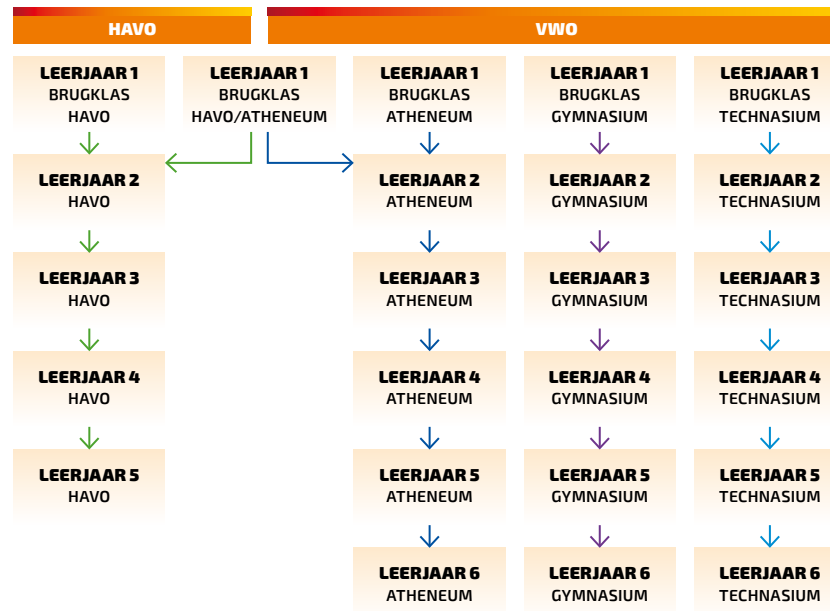 HAVO
VWO
LEERJAAR 1
BRUGKLAS
HAVO
LEERJAAR 1
BRUGKLAS
HAVO/ATHENEUM
LEERJAAR 1
BRUGKLAS
ATHENEUM
LEERJAAR 1
BRUGKLAS
GYMNASIUM
LEERJAAR 1
BRUGKLAS
TECHNASIUM
LEERJAAR 2
HAVO
LEERJAAR 2
ATHENEUM
LEERJAAR 2
GYMNASIUM
LEERJAAR 2
TECHNASIUM
LEERJAAR 3
HAVO
LEERJAAR 3
ATHENEUM
LEERJAAR 3
GYMNASIUM
LEERJAAR 3
TECHNASIUM
LEERJAAR 4
HAVO
LEERJAAR 4
ATHENEUM
LEERJAAR 4
GYMNASIUM
LEERJAAR 4
TECHNASIUM
LEERJAAR 5
HAVO
LEERJAAR 5
ATHENEUM
LEERJAAR 5
GYMNASIUM
LEERJAAR 5
TECHNASIUM
LEERJAAR 6
ATHENEUM
LEERJAAR 6
GYMNASIUM
LEERJAAR 6
TECHNASIUM